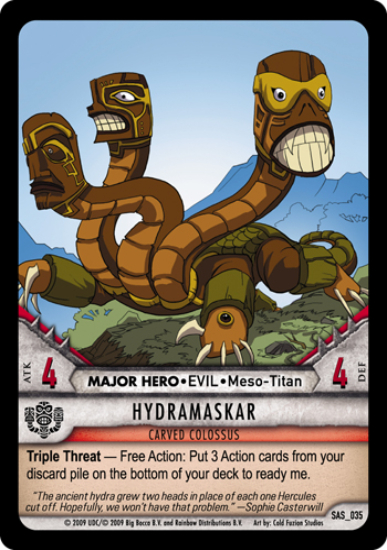 ATK 4 MAJOR HERO•EVIL•Meso-Titan 4 DEF
HYDRAMASKAR
CARVED COLOSSUS
Triple Threat — Free Action: Put 3 Action cards from your
discard pile on the bottom of your deck to ready me.
"The ancient hydra grew two heads in place of each one Hercules
cut off. Hopefully, we won't have that problem." —Sophie Casterwill
SAS_035
© 2009 UDC/© 2009 Big Bocca B.V. and Rainbow Distributions B.V. Art by: Cold Fuzion Studios